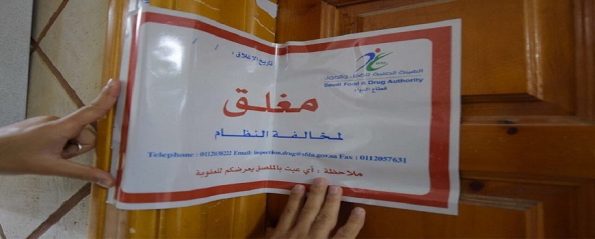 الهيئة العامة للغذاء والدواء
Saudi Food & Drug Authority
قطاع الدواء
تاريخ الإغلاق :
مغلق
لمخالفة النظام
Telephone : 0112038222 Email: inspection.drug@sfda.gov.sa Fax : 0112057631
ملاحظة : أي عبث بالملصق يعرضكم للعقوبة